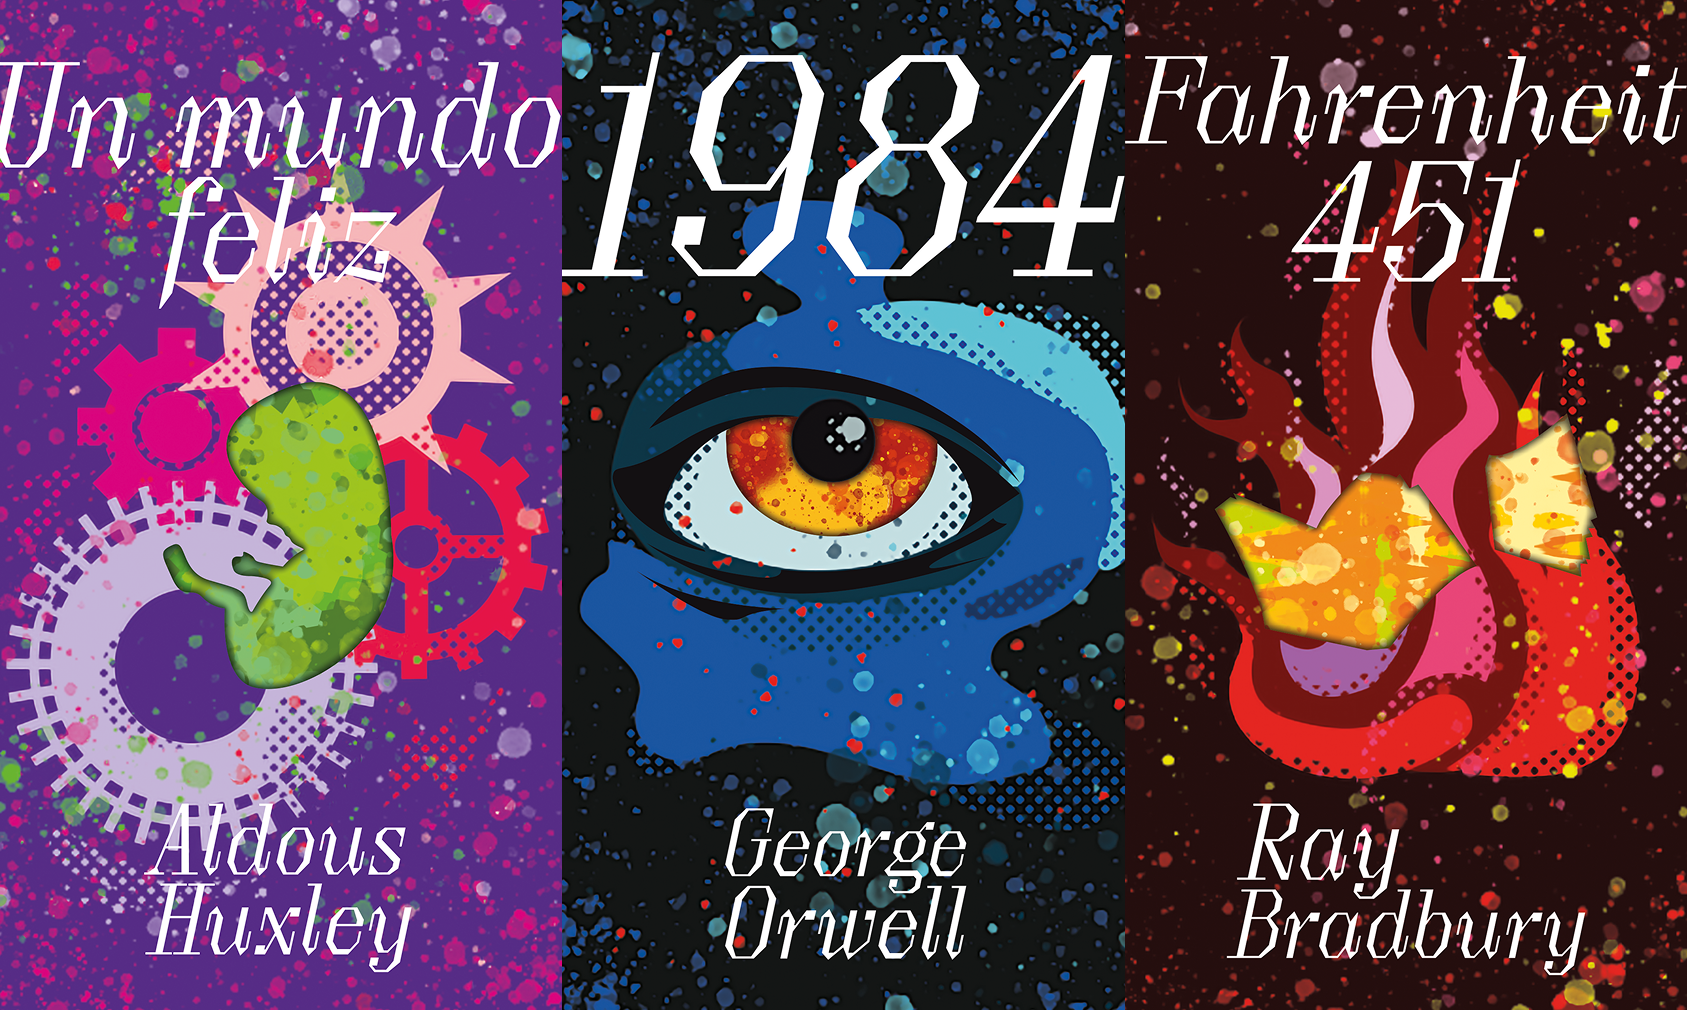 Un mundo
feliz
Aldous
Huxley
1984
George
Orwell
Fahrenheit
451
Ray
Bradbury